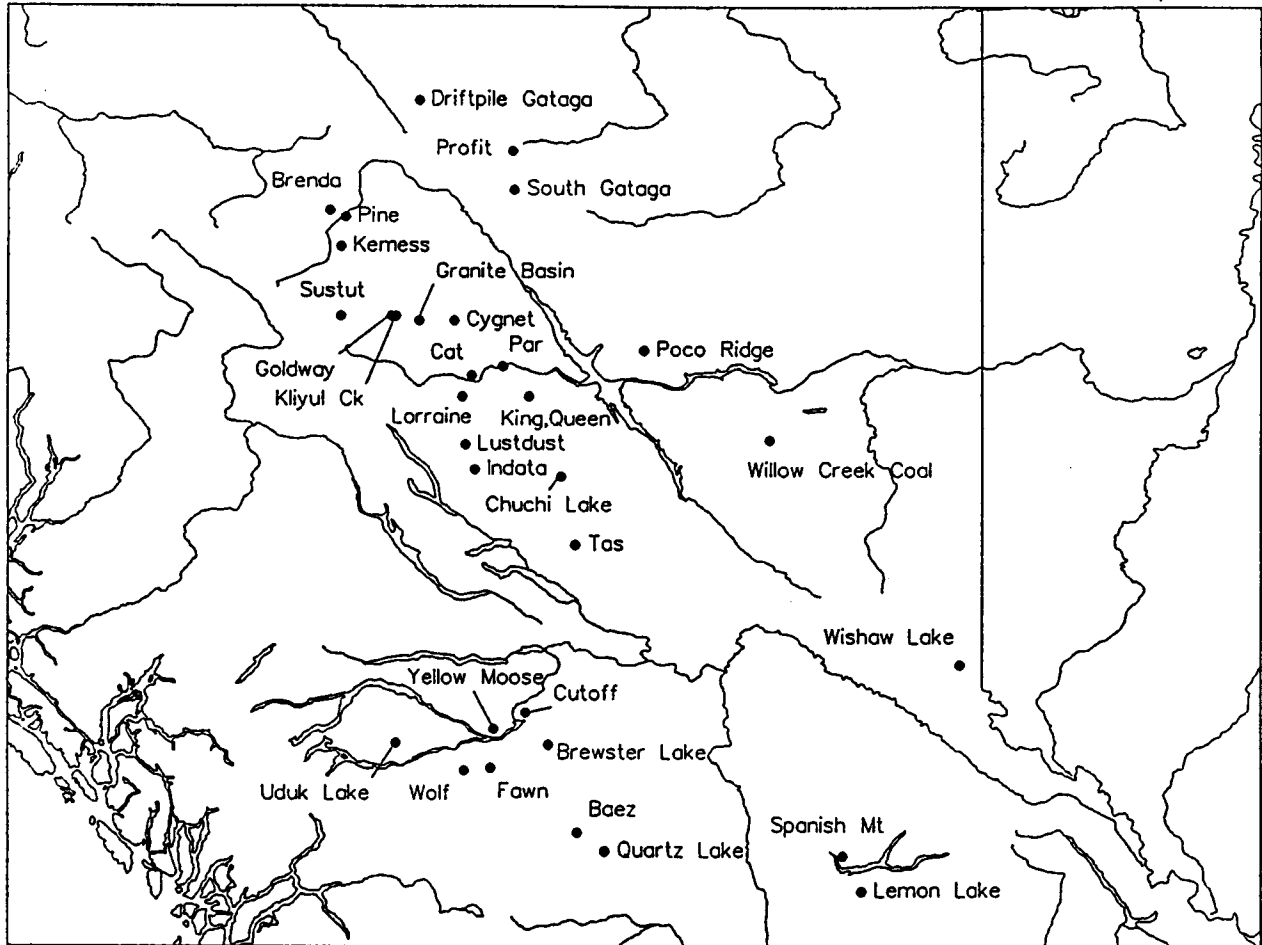 Driftpile Gataga
Profit
South Gataga
Brenda
Pine
Kemess
Granite Basin
Sustut
Cygnet
Par
Cat
Poco Ridge
Goldway
Kliyul Ck
Lorraine
King,Queen
Lustdust
Indata
Willow Creek Coal
Chuchi Lake
Tas
Wishaw Lake
Yellow Moose
Cutoff
Brewster Lake
Uduk Lake
Wolf
Fawn
Baez
Spanish Mt
Quartz Lake
Lemon Lake